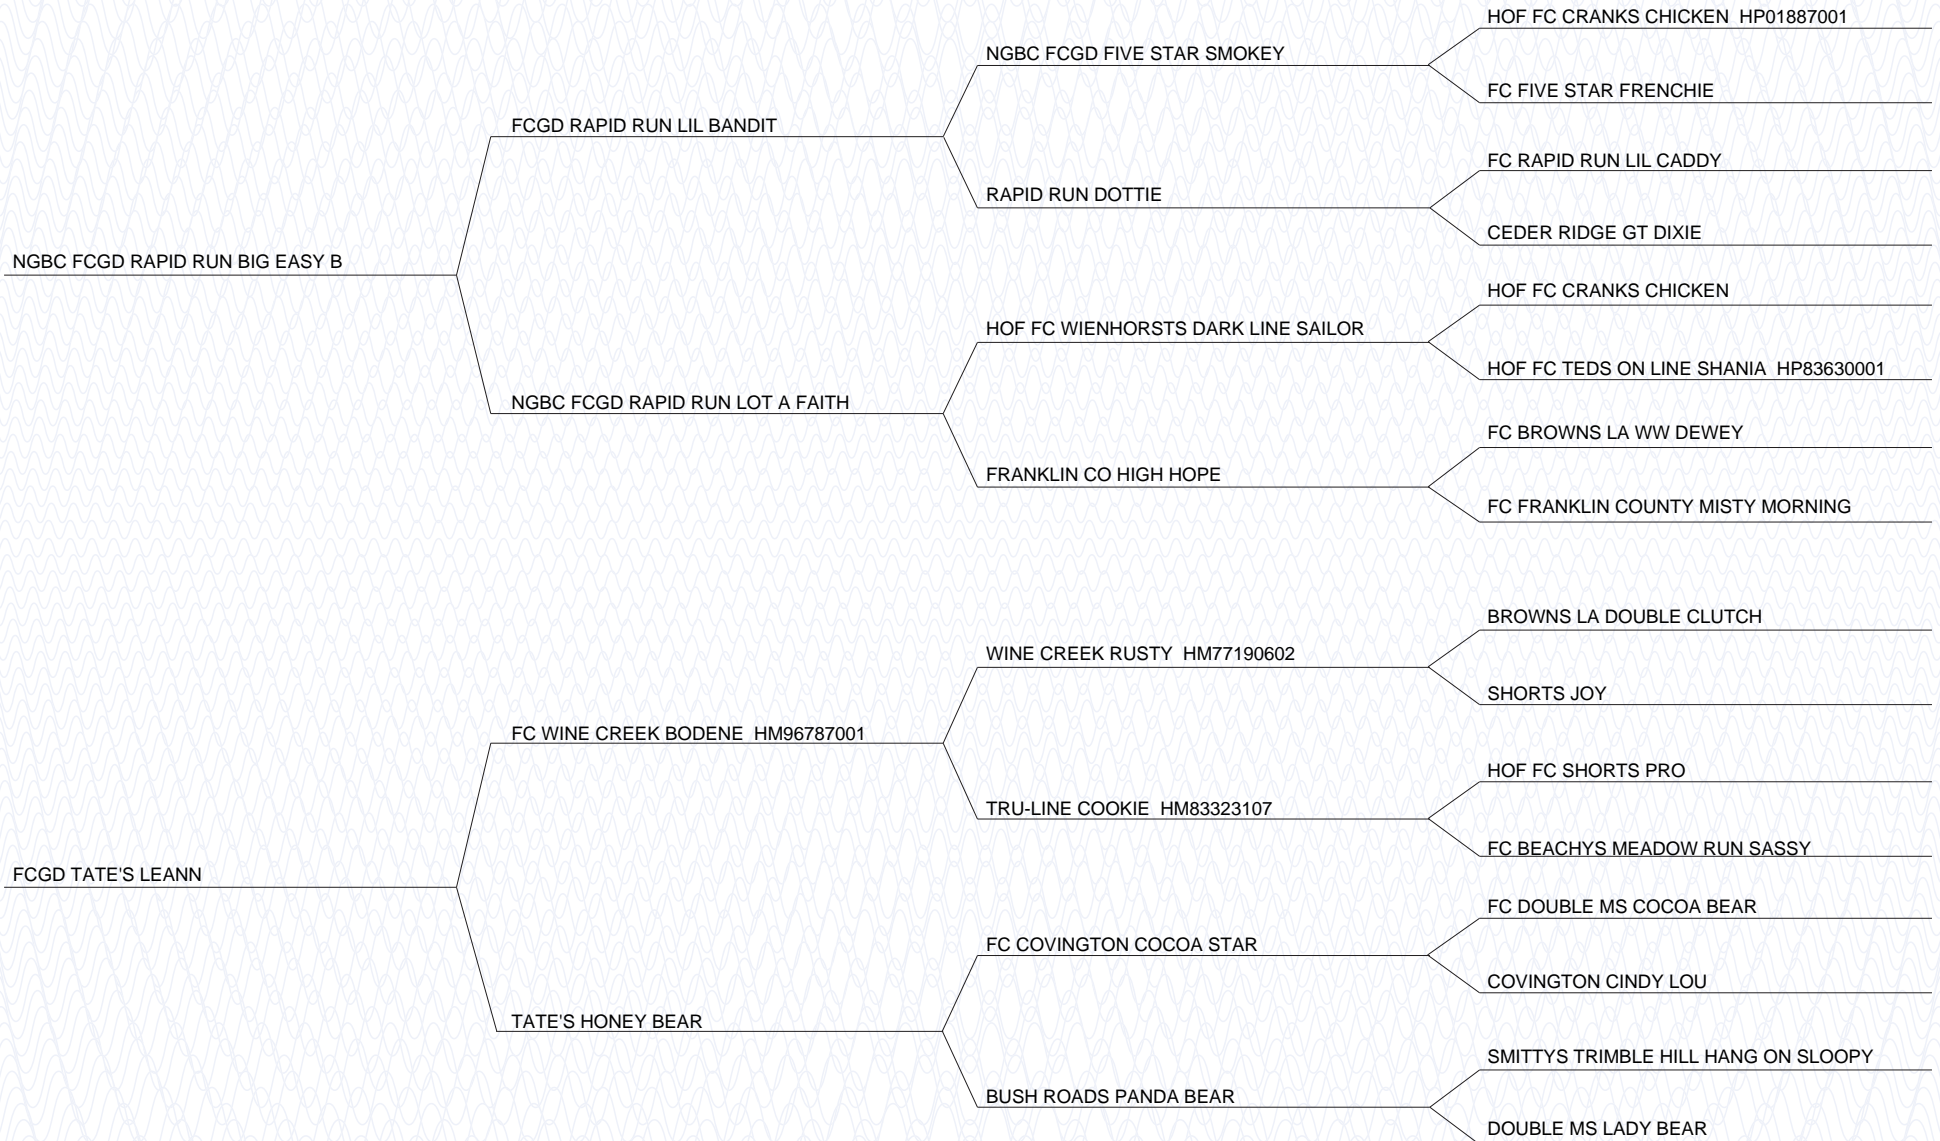 HOF FC CRANKS CHICKEN  HP01887001
NGBC FCGD FIVE STAR SMOKEY
FC FIVE STAR FRENCHIE
FCGD RAPID RUN LIL BANDIT
FC RAPID RUN LIL CADDY
RAPID RUN DOTTIE
CEDER RIDGE GT DIXIE
NGBC FCGD RAPID RUN BIG EASY B
HOF FC CRANKS CHICKEN
HOF FC WIENHORSTS DARK LINE SAILOR
HOF FC TEDS ON LINE SHANIA  HP83630001
NGBC FCGD RAPID RUN LOT A FAITH
FC BROWNS LA WW DEWEY
FRANKLIN CO HIGH HOPE
FC FRANKLIN COUNTY MISTY MORNING
BROWNS LA DOUBLE CLUTCH
WINE CREEK RUSTY  HM77190602
SHORTS JOY
FC WINE CREEK BODENE  HM96787001
HOF FC SHORTS PRO
TRU-LINE COOKIE  HM83323107
FC BEACHYS MEADOW RUN SASSY
FCGD TATE'S LEANN
FC DOUBLE MS COCOA BEAR
FC COVINGTON COCOA STAR
COVINGTON CINDY LOU
TATE'S HONEY BEAR
SMITTYS TRIMBLE HILL HANG ON SLOOPY
BUSH ROADS PANDA BEAR
DOUBLE MS LADY BEAR